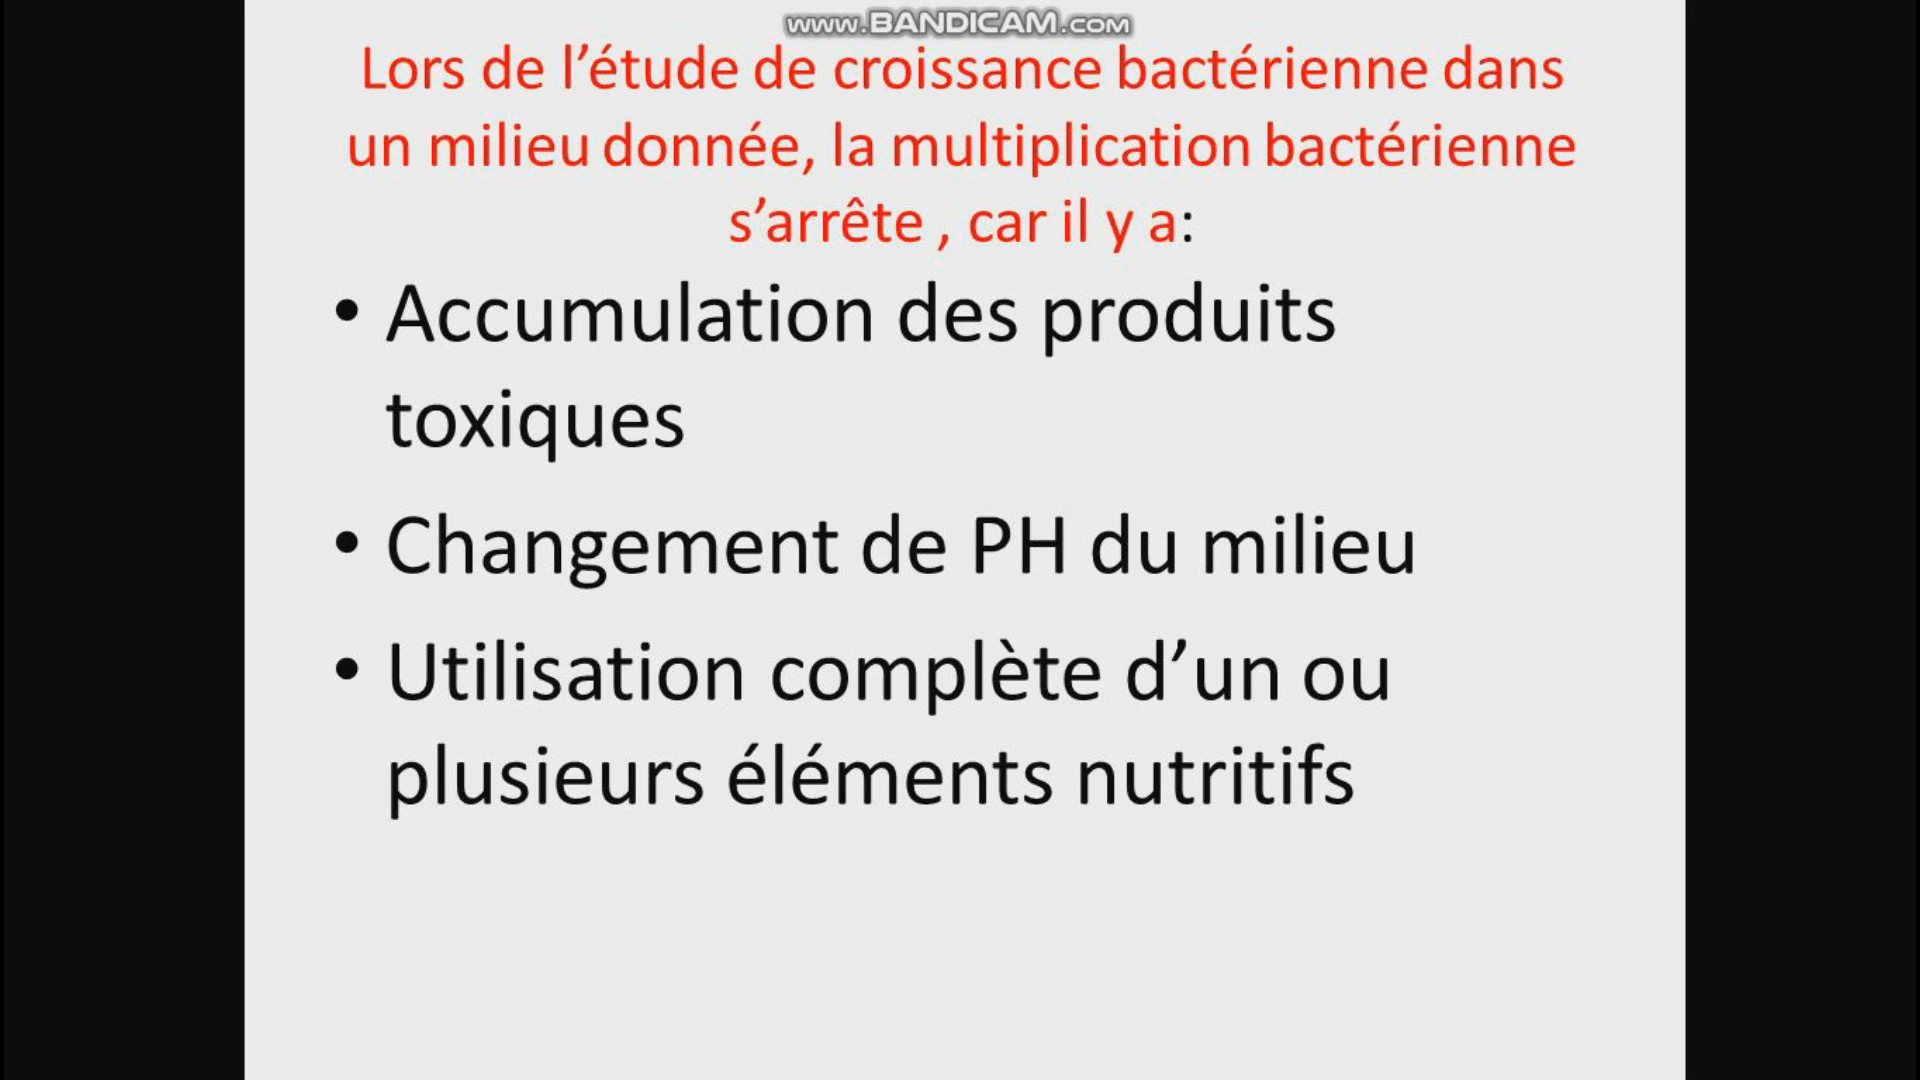 www.BANDICAM.com
Lors de l’étude de croissance bactérienne dans
un milieu donnée, la multiplication bactérienne
s’arrête , car il y a:
• Accumulation des produits
toxiques
• Changement de PH du milieu
• Utilisation complète d’un ou
plusieurs éléments nutritifs